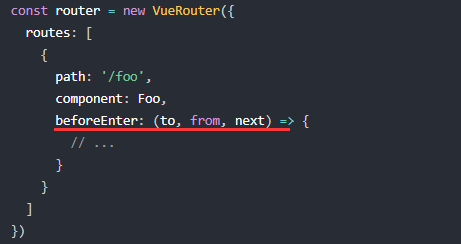 const router = new VueRouter({
  routes: [
    {
      path: '/foo',
      component: Foo,
      beforeEnter: (to, from, next) => {
        // ...
      }
    }
  ]
})